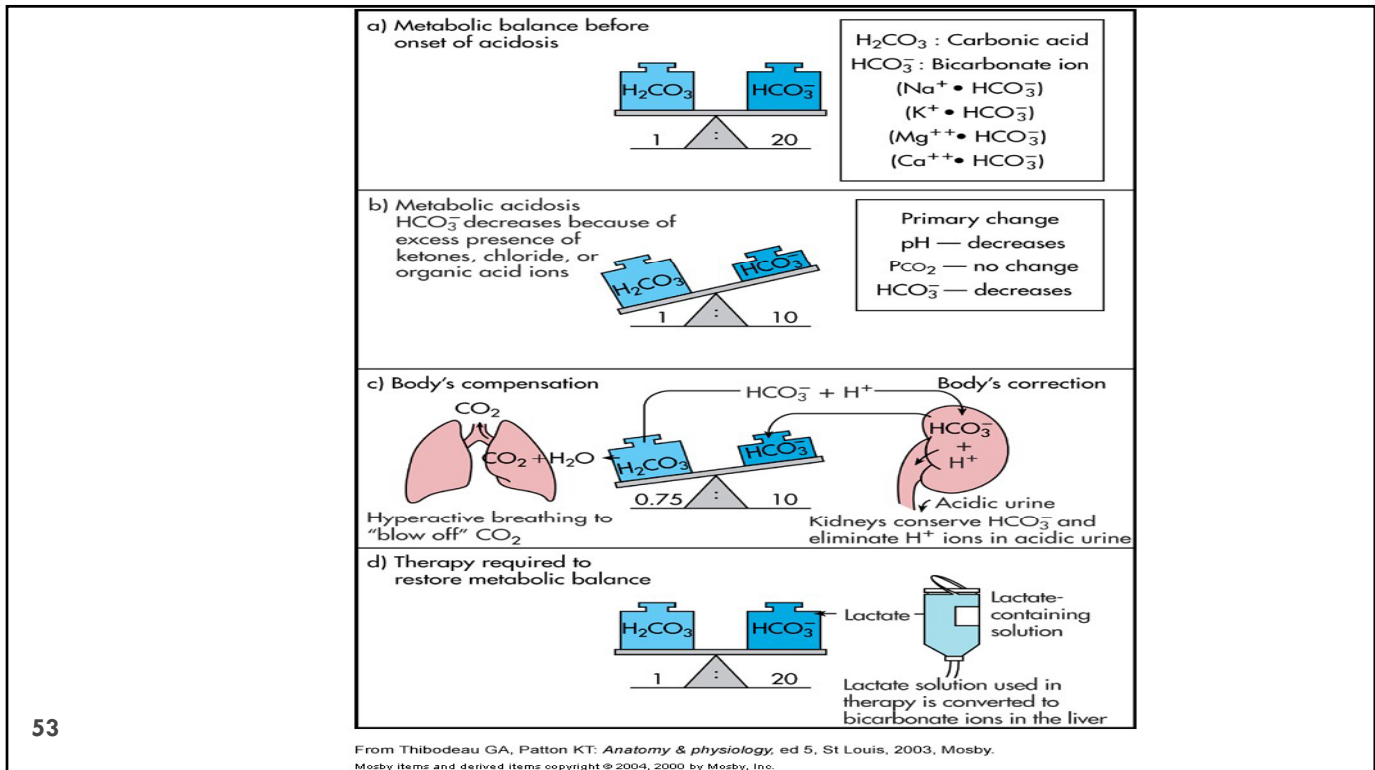 a) Metabolic balance before
onset of acidosis
H₂CO₃
HCO₃⁻
1 : 20
H₂CO₃ : Carbonic acid
HCO₃⁻ : Bicarbonate ion
(Na⁺ • HCO₃⁻)
(K⁺ • HCO₃⁻)
(Mg⁺⁺ • HCO₃⁻)
(Ca⁺⁺ • HCO₃⁻)
b) Metabolic acidosis
HCO₃⁻ decreases because of
excess presence of
ketones, chloride, or
organic acid ions
H₂CO₃
HCO₃⁻
1 : 10
Primary change
pH — decreases
PCO₂ — no change
HCO₃⁻ — decreases
c) Body's compensation
CO₂
CO₂ + H₂O
H₂CO₃
HCO₃⁻
0.75 : 10
Hyperactive breathing to
"blow off" CO₂
HCO₃⁻ + H⁺
Body's correction
HCO₃⁻
+
H⁺
Acidic urine
Kidneys conserve HCO₃⁻ and
eliminate H⁺ ions in acidic urine
d) Therapy required to
restore metabolic balance
H₂CO₃
HCO₃⁻
1 : 20
Lactate
Lactate-
containing
solution
Lactate solution used in
therapy is converted to
bicarbonate ions in the liver
53
From Thibodeau GA, Patton KT: Anatomy & physiology, ed 5, St Louis, 2003, Mosby.
Mosby items and derived items copyright © 2004, 2000 by Mosby, Inc.